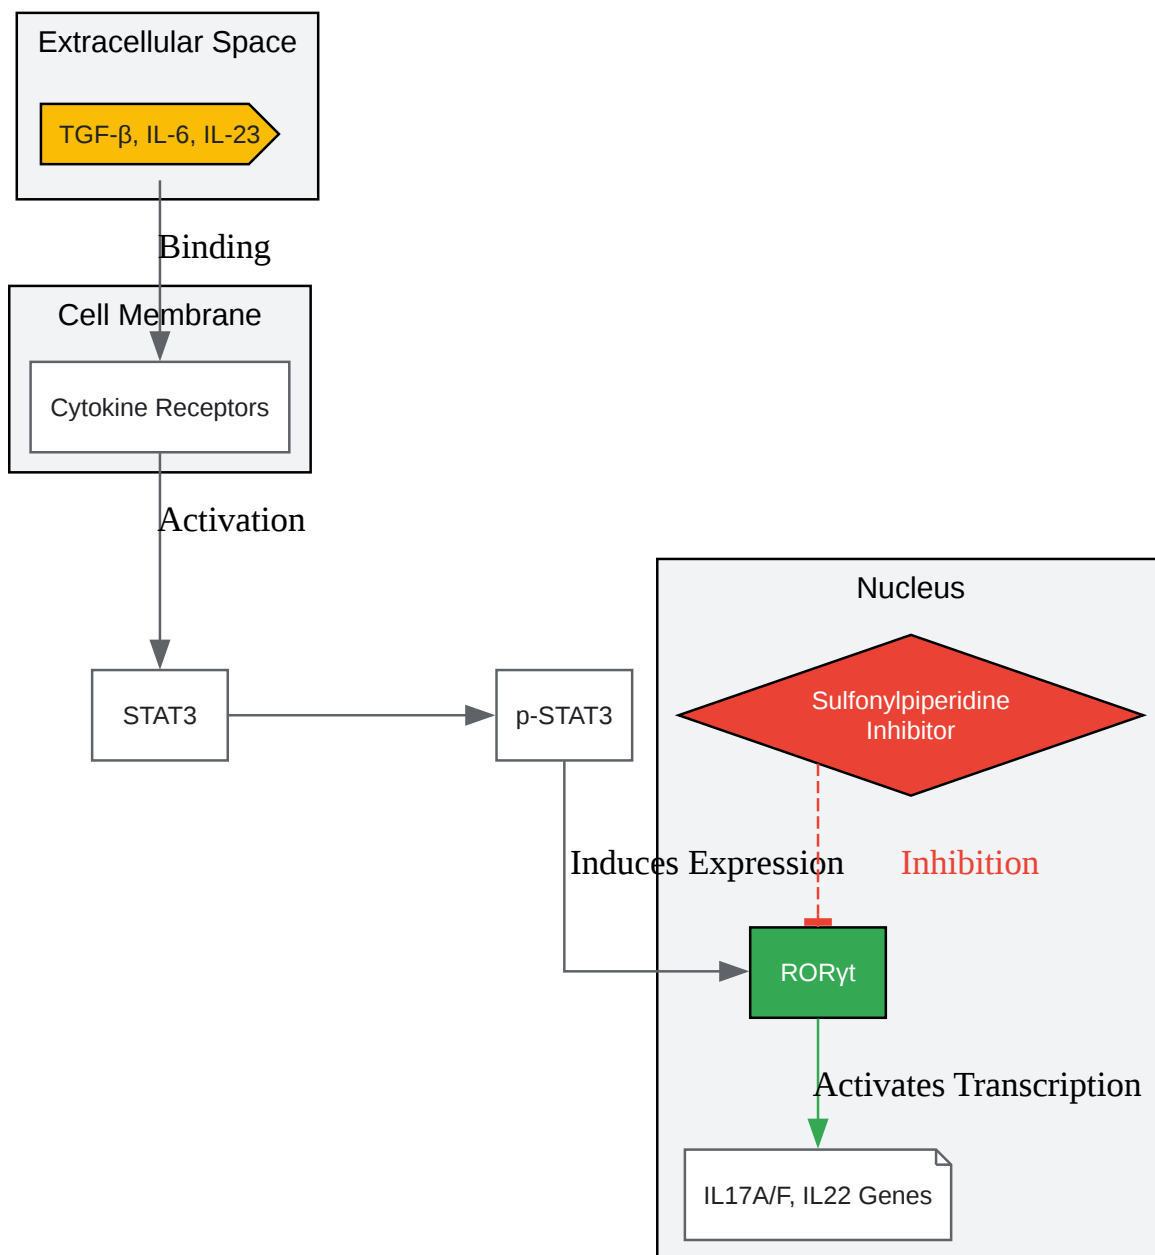 Extracellular Space
TGF-β, IL-6, IL-23
Binding
Cell Membrane
Cytokine Receptors
Activation
Nucleus
STAT3
p-STAT3
Sulfonylpiperidine
Inhibitor
Induces Expression
Inhibition
RORγt
Activates Transcription
IL17A/F, IL22 Genes